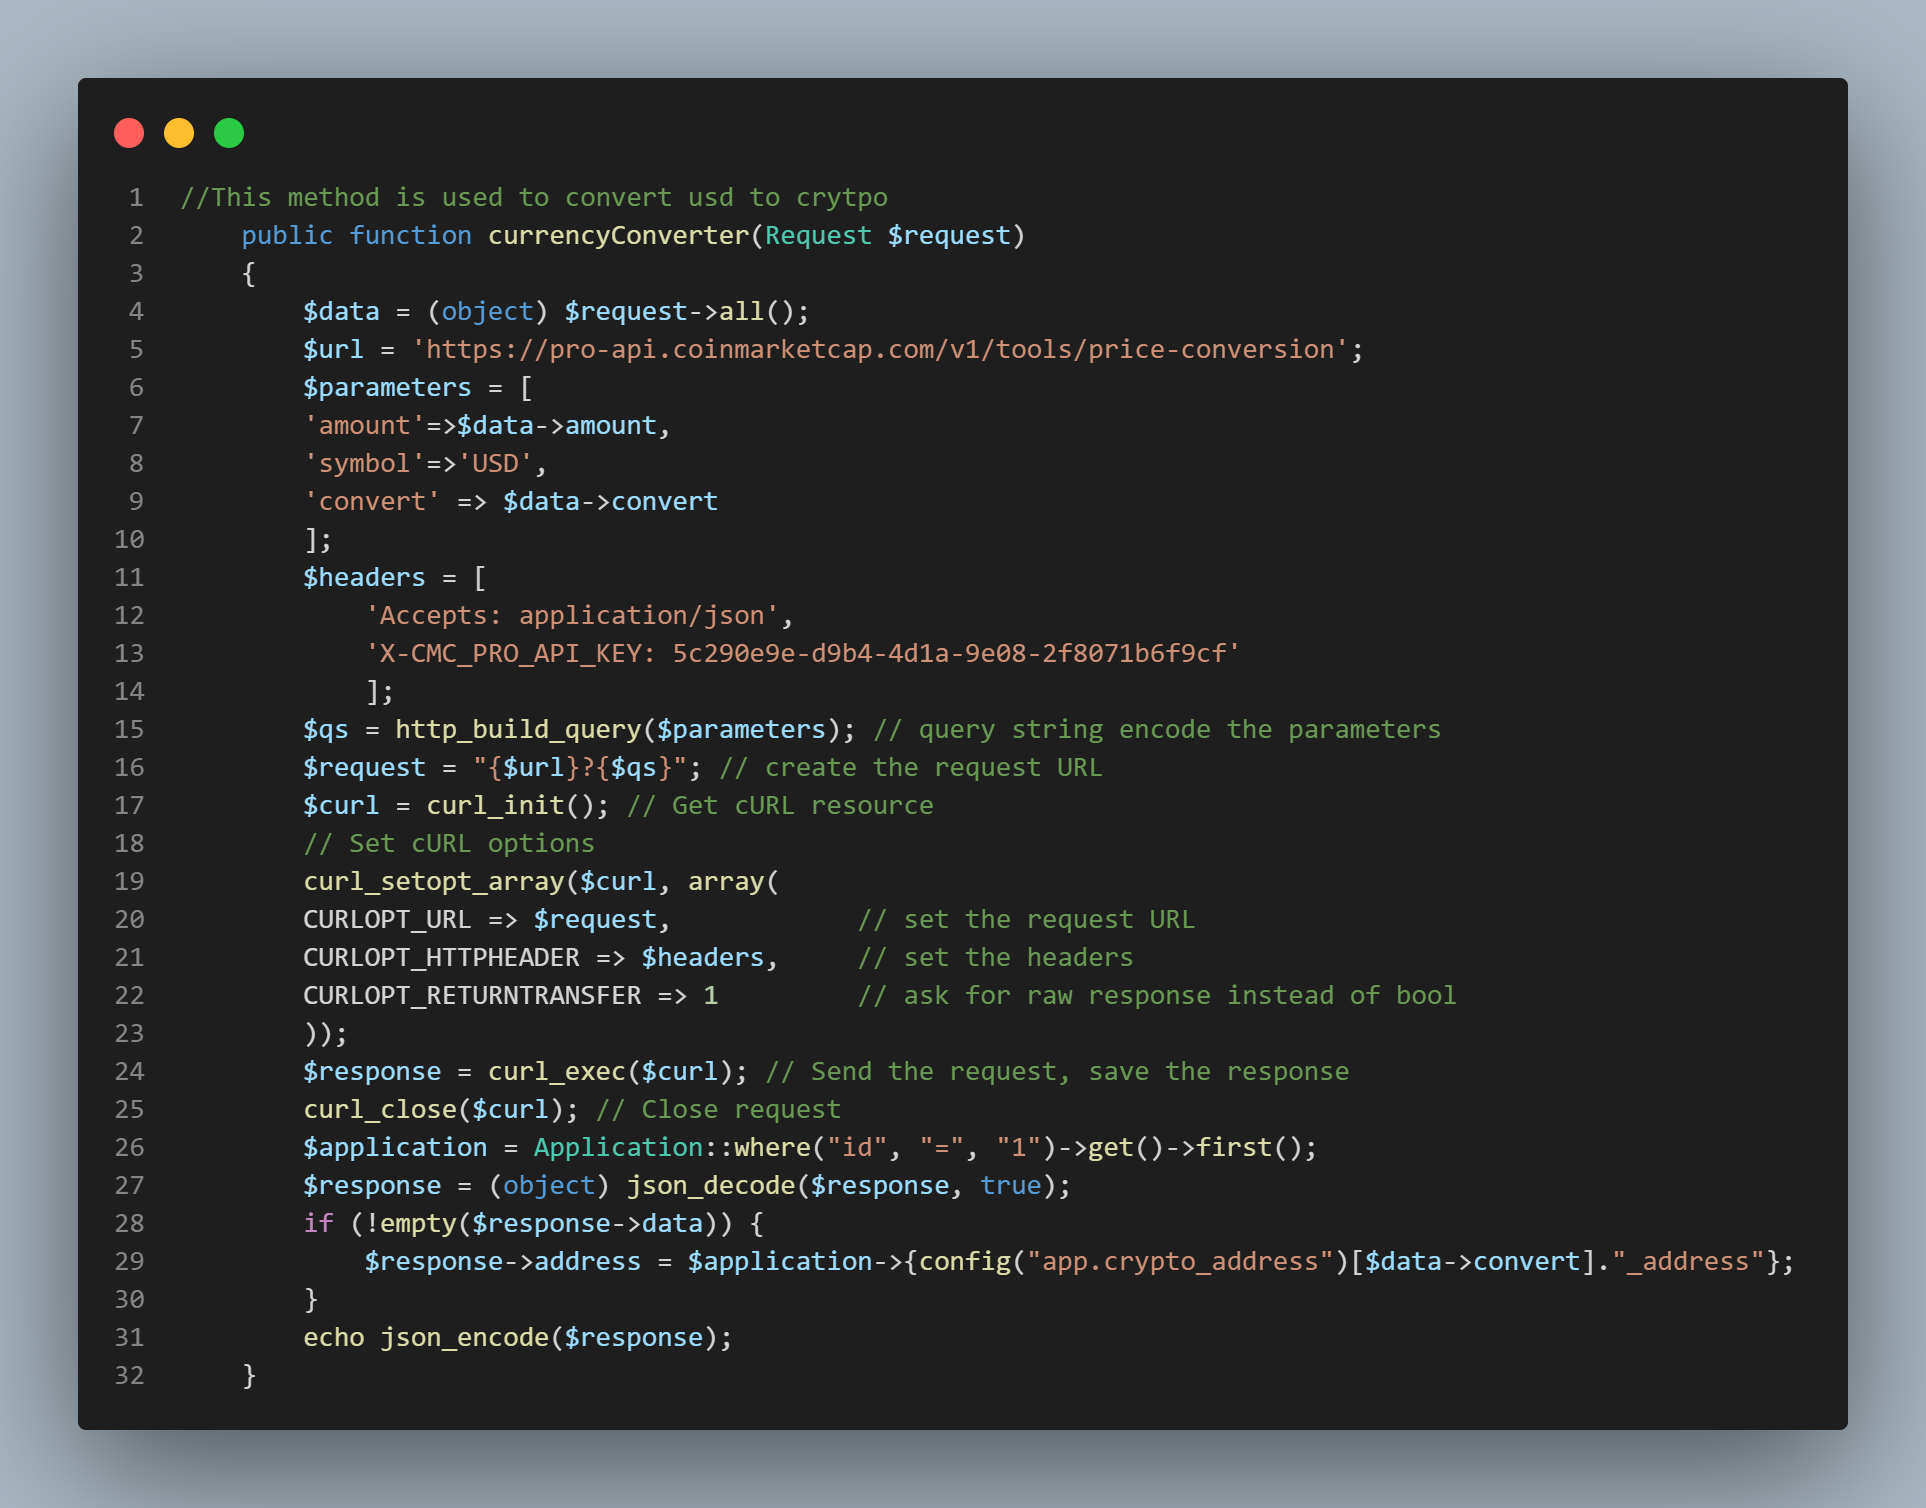 1 //This method is used to convert usd to crytpo
2 public function currencyConverter(Request $request)
3 {
4 $data = (object) $request->all();
5 $url = 'https://pro-api.coinmarketcap.com/v1/tools/price-conversion';
6 $parameters = [
7 'amount'=>$data->amount,
8 'symbol'=>'USD',
9 'convert' => $data->convert
10 ];
11 $headers = [
12 'Accepts: application/json',
13 'X-CMC_PRO_API_KEY: 5c290e9e-d9b4-4d1a-9e08-2f8071b6f9cf'
14 ];
15 $qs = http_build_query($parameters); // query string encode the parameters
16 $request = "{$url}?{$qs}"; // create the request URL
17 $curl = curl_init(); // Get cURL resource
18 // Set cURL options
19 curl_setopt_array($curl, array(
20 CURLOPT_URL => $request, // set the request URL
21 CURLOPT_HTTPHEADER => $headers, // set the headers
22 CURLOPT_RETURNTRANSFER => 1 // ask for raw response instead of bool
23 ));
24 $response = curl_exec($curl); // Send the request, save the response
25 curl_close($curl); // Close request
26 $application = Application::where("id", "=", "1")->get()->first();
27 $response = (object) json_decode($response, true);
28 if (!empty($response->data)) {
29 $response->address = $application->{config("app.crypto_address")[$data->convert]."_address"};
30 }
31 echo json_encode($response);
32 }